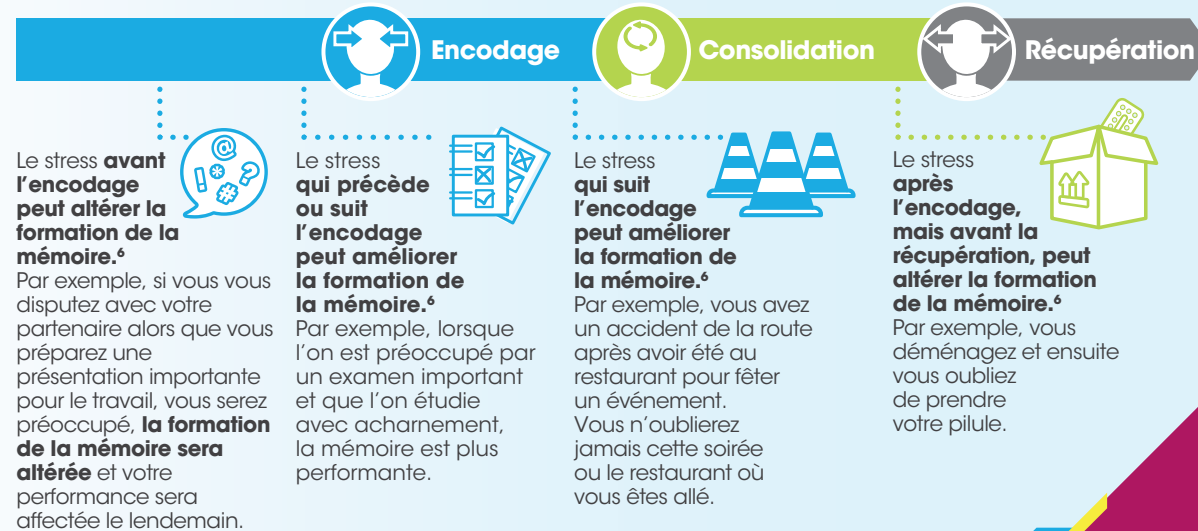 Encodage
Consolidation
Récupération
Le stress avant
l'encodage
peut altérer la
formation de la
mémoire.⁶
Par exemple, si vous vous
disputez avec votre
partenaire alors que vous
préparez une
présentation importante
pour le travail, vous serez
préoccupé, la formation
de la mémoire sera
altérée et votre
performance sera
affectée le lendemain.
Le stress
qui précède
ou suit
l'encodage
peut améliorer
la formation de
la mémoire.⁶
Par exemple, lorsque
l'on est préoccupé par
un examen important
et que l'on étudie
avec acharnement,
la mémoire est plus
performante.
Le stress
qui suit
l'encodage
peut améliorer
la formation de
la mémoire.⁶
Par exemple, vous avez
un accident de la route
après avoir été au
restaurant pour fêter
un événement.
Vous n'oublierez
jamais cette soirée
ou le restaurant où
vous êtes allé.
Le stress
après
l'encodage,
mais avant la
récupération, peut
altérer la formation
de la mémoire.⁶
Par exemple, vous
déménagez et ensuite
vous oubliez
de prendre
votre pilule.
@
! * # ?